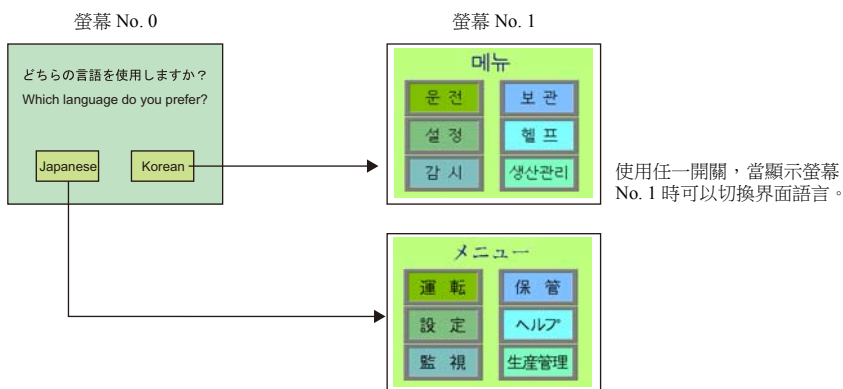 螢幕 No. 0
どちらの言語を使用しますか？
Which language do you prefer?
Japanese
Korean
螢幕 No. 1
메뉴
운 전
보 관
설 정
헬 프
감 시
생산관리
使用任一開關，當顯示螢幕
No. 1 時可以切換界面語言。
メニュー
運 転
保 管
設 定
ヘルプ
監 視
生産管理